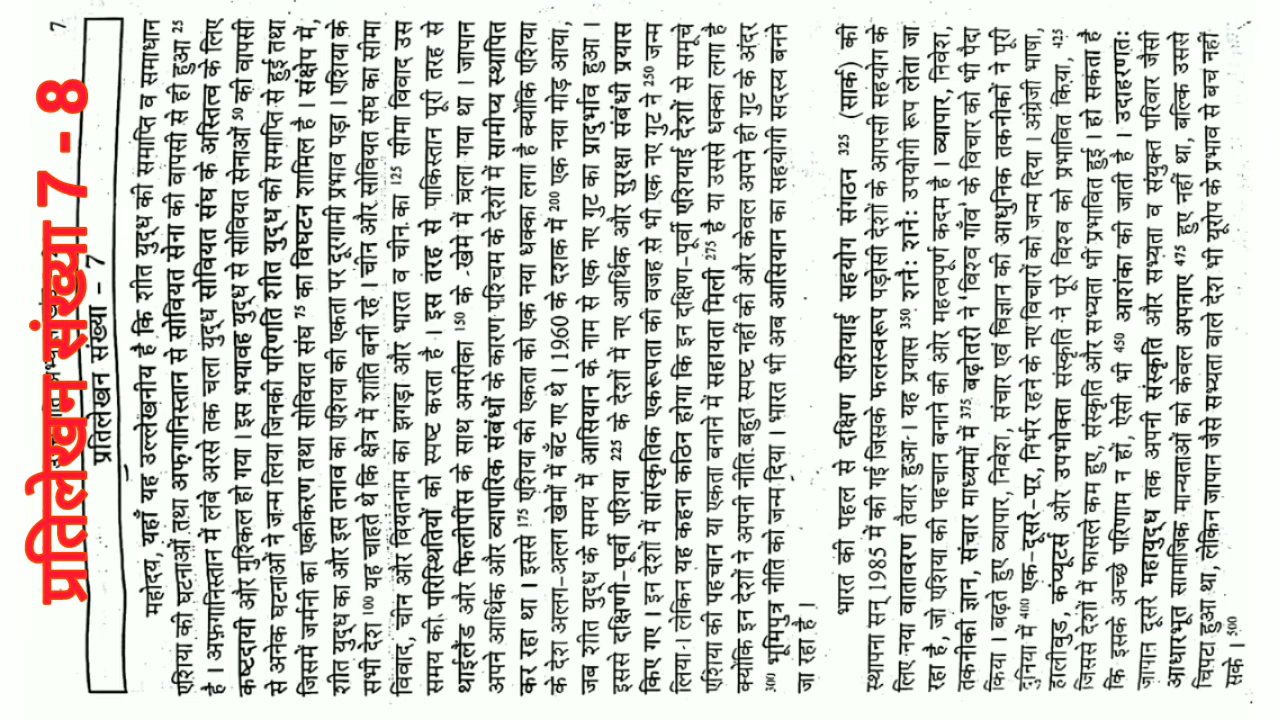 प्रतिलेखन संख्या 7 - 8
7
प्रतिलेखन संख्या - 7
महोदय, यहाँ यह उल्लेखनीय है कि शीत युद्ध की समाप्ति व समाधान
एशिया की घटनाओं तथा अफ़गानिस्तान से सोवियत सेना की वापसी से ही हुआ 25
है । अफ़गानिस्तान में लंबे अरसे तक चला युद्ध सोवियत संघ के अस्तित्व के लिए
कष्टदायी और मुश्किल हो गया । इस भयावह युद्ध से सोवियत सेनाओं 50 की वापसी
से अनेक घटनाओं ने जन्म लिया जिनकी परिणति शीत युद्ध की समाप्ति से हुई तथा
जिसमें जर्मनी का एकीकरण तथा सोवियत संघ 75 का विघटन शामिल है । संक्षेप में,
शीत युद्ध का और इस तनाव का एशिया की एकता पर दूरगामी प्रभाव पड़ा । एशिया के
सभी देश 100 यह चाहते थे कि क्षेत्र में शांति बनी रहे । चीन और सोवियत संघ का सीमा
विवाद, चीन और वियतनाम का झगड़ा और भारत व चीन का 125 सीमा विवाद उस
समय की परिस्थितियों को स्पष्ट करता है । इस तरह से पाकिस्तान पूरी तरह से
थाईलैंड और फिलीपींस के साथ अमरीका 150 के खेमे में चला गया था । जापान
अपने आर्थिक और व्यापारिक संबंधों के कारण पश्चिम के देशों में सामीप्य स्थापित
कर रहा था । इससे 175 एशिया की एकता को एक नया धक्का लगा है क्योंकि एशिया
के देश अलग-अलग खेमों में बँट गए थे । 1960 के दशक में 200 एक नया मोड़ आया,
जब शीत युद्ध के समय में आसियान के नाम से एक नए गुट का प्रादुर्भाव हुआ ।
इससे दक्षिणी-पूर्वी एशिया 225 के देशों में नए आर्थिक और सुरक्षा संबंधी प्रयास
किए गए । इन देशों में सांस्कृतिक एकरूपता की वजह से भी एक नए गुट ने 250 जन्म
लिया । लेकिन यह कहना कठिन होगा कि इन दक्षिण-पूर्वी एशियाई देशों से समूचे
एशिया की पहचान या एकता बनाने में सहायता मिली 275 है या उससे धक्का लगा है
क्योंकि इन देशों ने अपनी नीति बहुत स्पष्ट नहीं की और केवल अपने ही गुट के अंदर
300 भूमिपुत्र नीति को जन्म दिया । भारत भी अब आसियान का सहयोगी सदस्य बनने
जा रहा है ।
भारत की पहल से दक्षिण एशियाई सहयोग संगठन 325 (सार्क) की
स्थापना सन् 1985 में की गई जिसके फलस्वरूप पड़ोसी देशों के आपसी सहयोग के
लिए नया वातावरण तैयार हुआ । यह प्रयास 350 शनै: शनै: उपयोगी रूप लेता जा
रहा है, जो एशिया की पहचान बनाने की ओर महत्वपूर्ण कदम है । व्यापार, निवेश,
तकनीकी ज्ञान, संचार माध्यमों में 375 बढ़ोतरी ने 'विश्व गाँव' के विचार को भी पैदा
किया । बढ़ते हुए व्यापार, निवेश, संचार एवं विज्ञान की आधुनिक तकनीकों ने पूरी
दुनिया में 400 एक-दूसरे-पर, निर्भर रहने के नए विचारों को जन्म दिया । अंग्रेजी भाषा,
हालीवुड, कंप्यूटर्स और उपभोक्ता संस्कृति ने पूरे विश्व को प्रभावित किया, 425
जिससे देशों में फासले कम हुए, संस्कृति और सभ्यता भी प्रभावित हुई । हो सकता है
कि इसके अच्छे परिणाम न हों, ऐसी भी 450 आशंका की जाती है । उदाहरणत:
जापान दूसरे महायुद्ध तक अपनी संस्कृति और सभ्यता व संयुक्त परिवार जैसी
आधारभूत सामाजिक मान्यताओं को केवल अपनाए 475 हुए नहीं था, बल्कि उससे
चिपटा हुआ था, लेकिन जापान जैसे सभ्यता वाले देश भी यूरोप के प्रभाव से बच नहीं
सके । 500